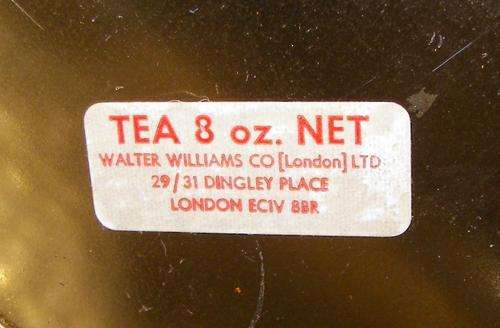 TEA 8 oz. NET
WALTER WILLIAMS CO [London] LTD
29/31 DINGLEY PLACE
LONDON EC1V 8BR